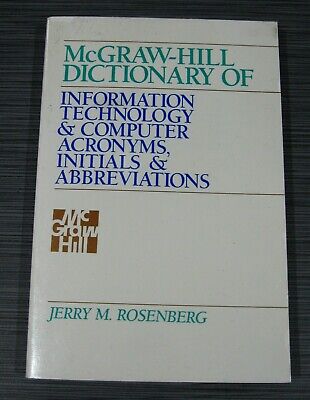 McGRAW-HILL
DICTIONARY OF
INFORMATION
TECHNOLOGY
& COMPUTER
ACRONYMS,
INITIALS &
ABBREVIATIONS
Mc
Graw
Hill
JERRY M. ROSENBERG